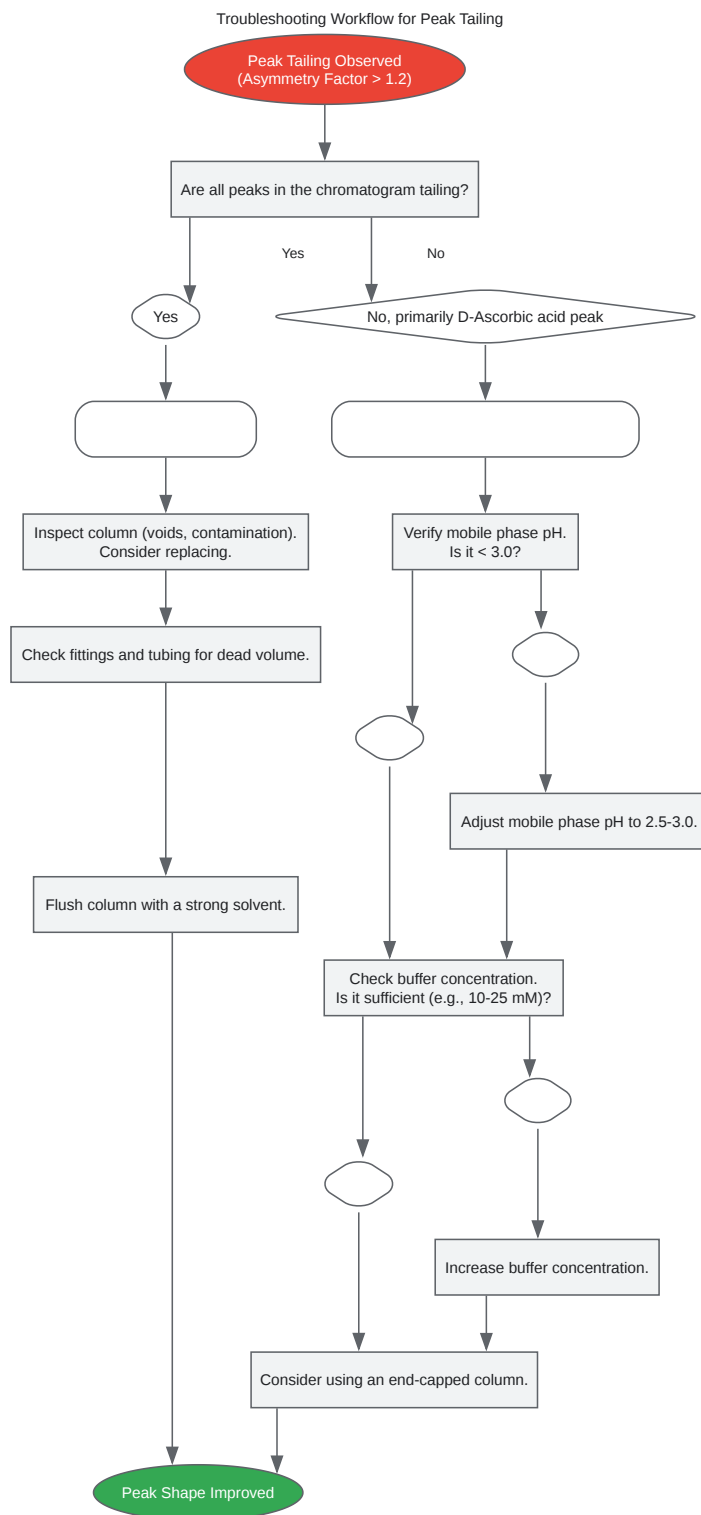 Troubleshooting Workflow for Peak Tailing
Peak Tailing Observed
(Asymmetry Factor > 1.2)
Are all peaks in the chromatogram tailing?
Yes
No
Yes
No, primarily D-Ascorbic acid peak
Inspect column (voids, contamination).
Consider replacing.
Verify mobile phase pH.
Is it < 3.0?
Check fittings and tubing for dead volume.
Adjust mobile phase pH to 2.5-3.0.
Flush column with a strong solvent.
Check buffer concentration.
Is it sufficient (e.g., 10-25 mM)?
Increase buffer concentration.
Consider using an end-capped column.
Peak Shape Improved